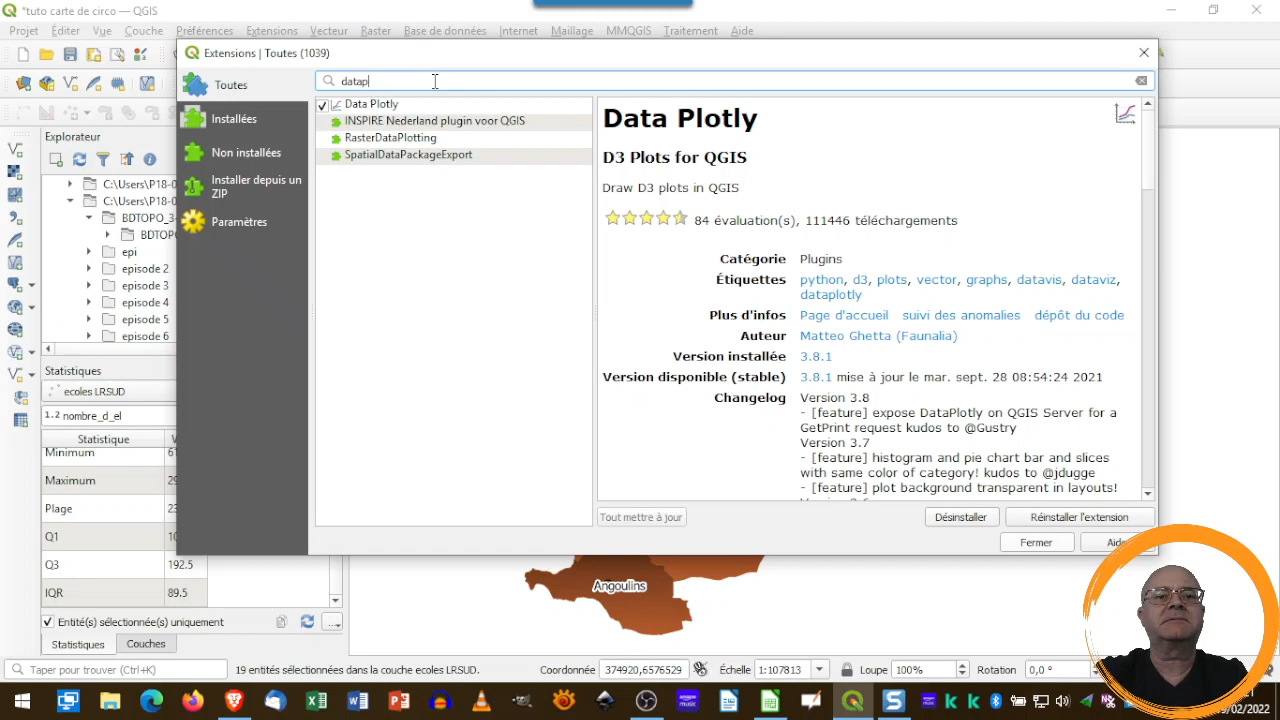 *tuto carte de circo — QGIS
Projet Éditer Vue Couche Préférences Extensions Vecteur Raster Base de données Internet Maillage MMQGIS Traitement Aide
Extensions | Toutes (1039)
Toutes
datap
Installées
Non installées
Installer depuis un
ZIP
Paramètres
Data Plotly
INSPIRE Nederland plugin voor QGIS
RasterDataPlotting
SpatialDataPackageExport
Data Plotly
D3 Plots for QGIS
Draw D3 plots in QGIS
84 évaluation(s), 111446 téléchargements
Catégorie Plugins
Étiquettes python, d3, plots, vector, graphs, datavis, dataviz,
dataplotly
Plus d'infos Page d'accueil suivi des anomalies dépôt du code
Auteur Matteo Ghetta (Faunalia)
Version installée 3.8.1
Version disponible (stable) 3.8.1 mise à jour le mar. sept. 28 08:54:24 2021
Changelog Version 3.8
- [feature] expose DataPlotly on QGIS Server for a
GetPrint request kudos to @Gustry
Version 3.7
- [feature] histogram and pie chart bar and slices
with same color of category! kudos to @jdugge
- [feature] plot background transparent in layouts!
Tout mettre à jour Désinstaller Réinstaller l'extension
Fermer Aide
Explorateur
C:\Users\P18-0
C:\Users\P18-0
BDTOPO_3-
BDTOPO
epi
episode 2
episode 3
episode 4
episode 5
episode 6
Statistiques
ecoles LRSUD
1.2 nombre_d_el
Statistique V
Minimum 6
Maximum 29
Plage 23
Q1 10
Q3 192.5
IQR 89.5
Entité(s) sélectionnée(s) uniquement ...
Statistiques Couches
Angoulins
Taper pour trouver (Ctrl+K) 19 entités sélectionnées dans la couche ecoles LRSUD. Coordonnée 374920,6576529 Échelle 1:107813 Loupe 100% Rotation 0,0 °
/02/2022